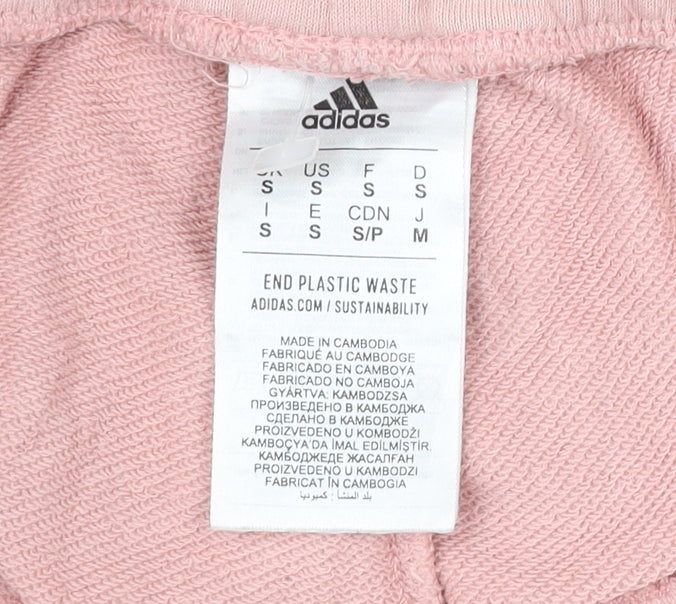 adidas
US F D
S S S S
I E CDN J
S S S/P M
END PLASTIC WASTE
ADIDAS.COM / SUSTAINABILITY
MADE IN CAMBODIA
FABRIQUÉ AU CAMBODGE
FABRICADO EN CAMBOYA
FABRICADO NO CAMBOJA
GYÁRTVA: KAMBODZSA
ПРОИЗВЕДЕНО В КАМБОДЖА
СДЕЛАНО В КАМБОДЖЕ
PROIZVEDENO U KOMBODŽI
KAMBOÇYA'DA İMAL EDİLMİŞTİR.
КАМБОДЖЕДЕ ЖАСАЛҒАН
PROIZVEDENO U KAMBODZI
FABRICAT ÎN CAMBOGIA
بلد المنشأ : كمبوديا